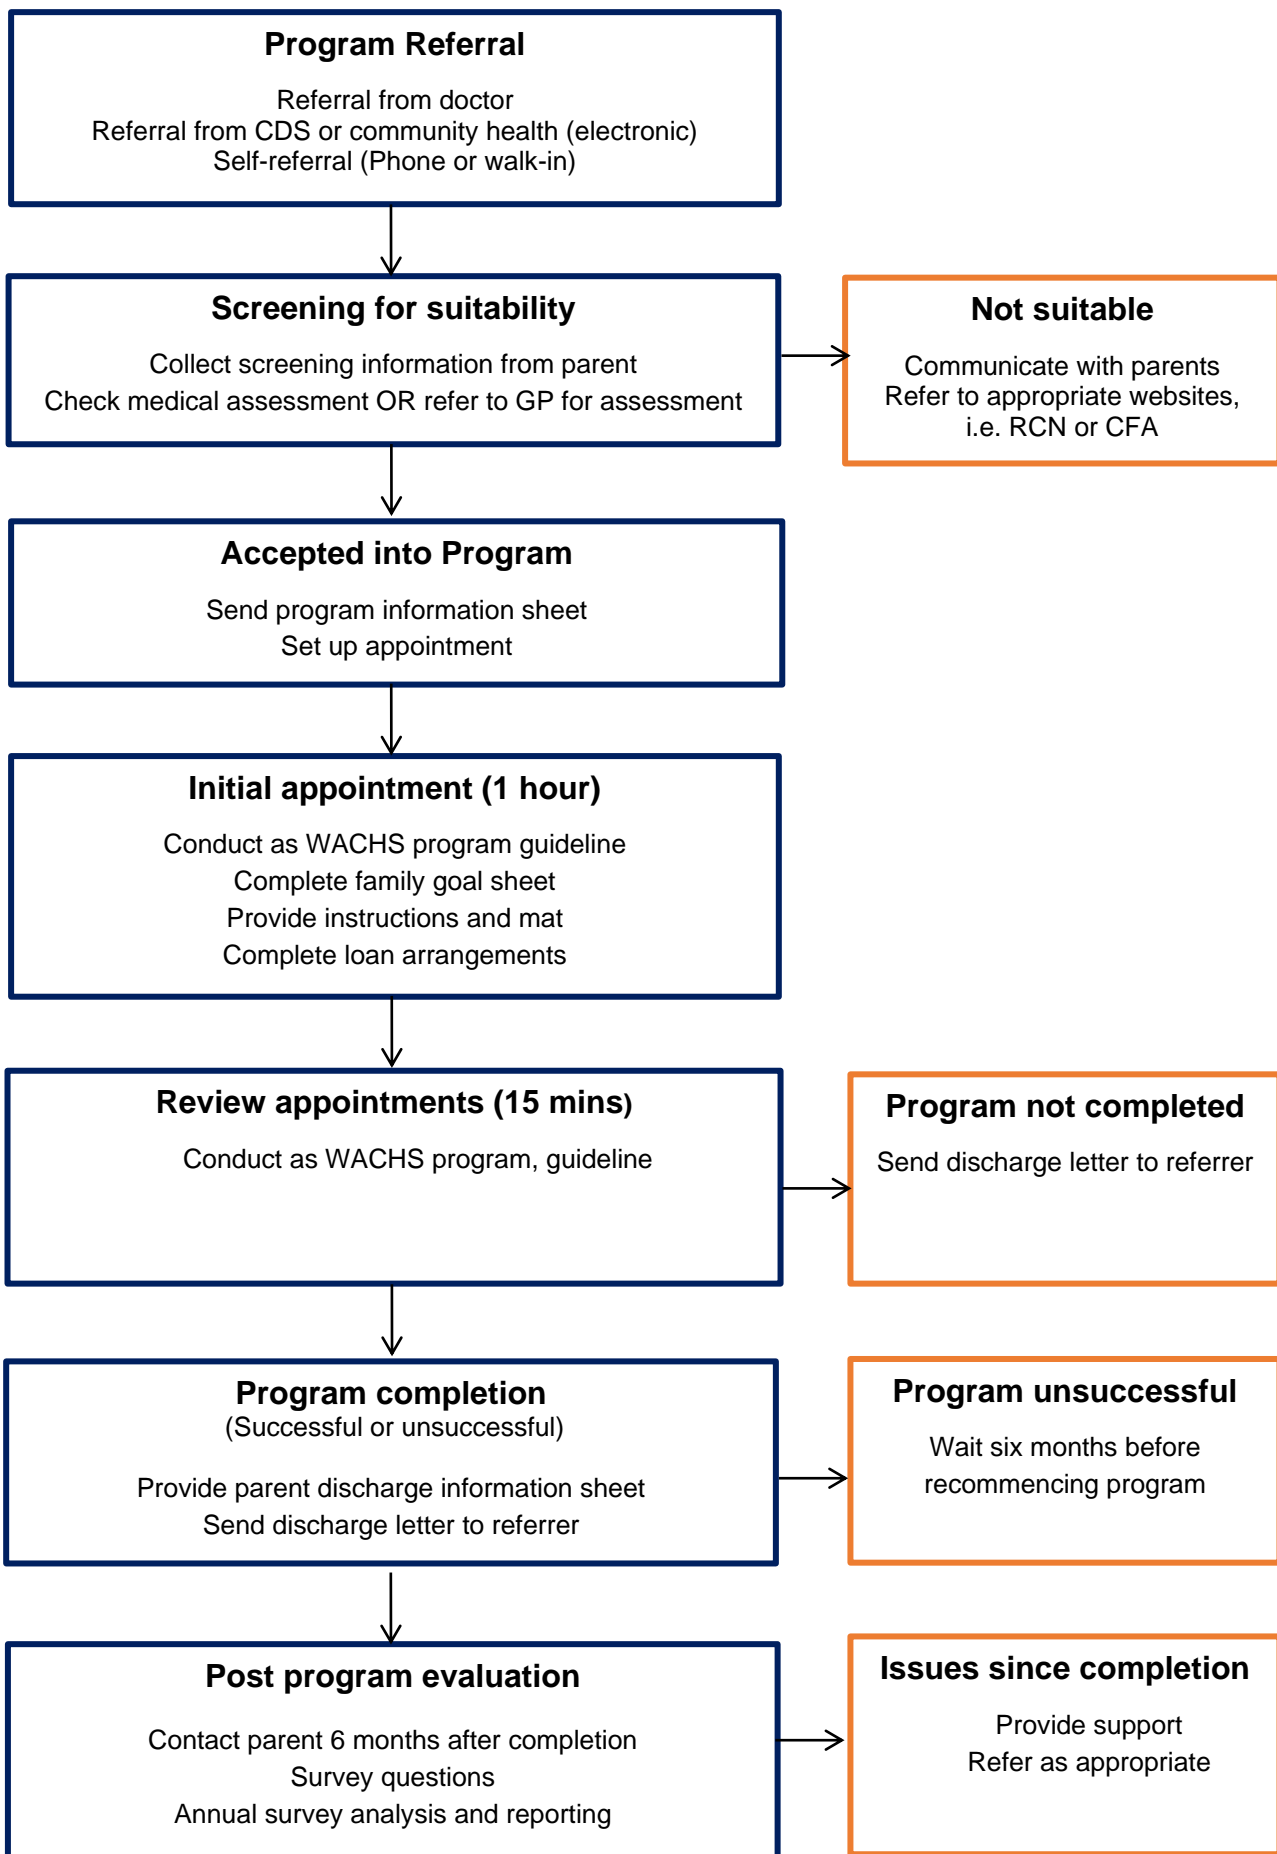 Program Referral
Referral from doctor
Referral from CDS or community health (electronic)
Self-referral (Phone or walk-in)
Screening for suitability
Collect screening information from parent
Check medical assessment OR refer to GP for assessment
Not suitable
Communicate with parents
Refer to appropriate websites,
i.e. RCN or CFA
Accepted into Program
Send program information sheet
Set up appointment
Initial appointment (1 hour)
Conduct as WACHS program guideline
Complete family goal sheet
Provide instructions and mat
Complete loan arrangements
Review appointments (15 mins)
Conduct as WACHS program, guideline
Program not completed
Send discharge letter to referrer
Program completion
(Successful or unsuccessful)
Provide parent discharge information sheet
Send discharge letter to referrer
Program unsuccessful
Wait six months before
recommencing program
Post program evaluation
Contact parent 6 months after completion
Survey questions
Annual survey analysis and reporting
Issues since completion
Provide support
Refer as appropriate